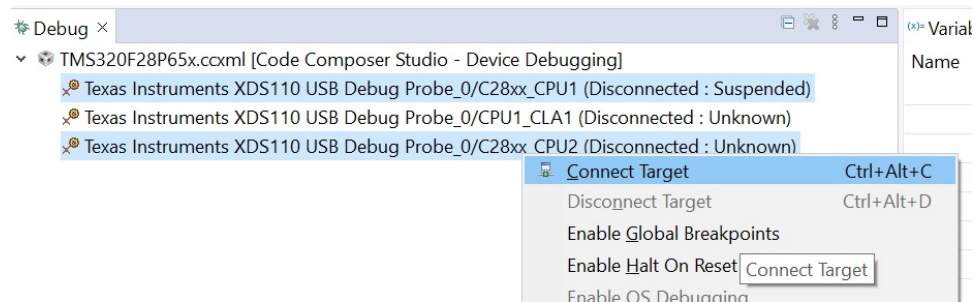 Debug
(x)= Variab
TMS320F28P65x.ccxml [Code Composer Studio - Device Debugging]
Name
Texas Instruments XDS110 USB Debug Probe_0/C28xx_CPU1 (Disconnected : Suspended)
Texas Instruments XDS110 USB Debug Probe_0/CPU1_CLA1 (Disconnected : Unknown)
Texas Instruments XDS110 USB Debug Probe_0/C28xx_CPU2 (Disconnected : Unknown)
Connect Target Ctrl+Alt+C
Disconnect Target Ctrl+Alt+D
Enable Global Breakpoints
Enable Halt On Reset
Connect Target
Enable OS Debugging